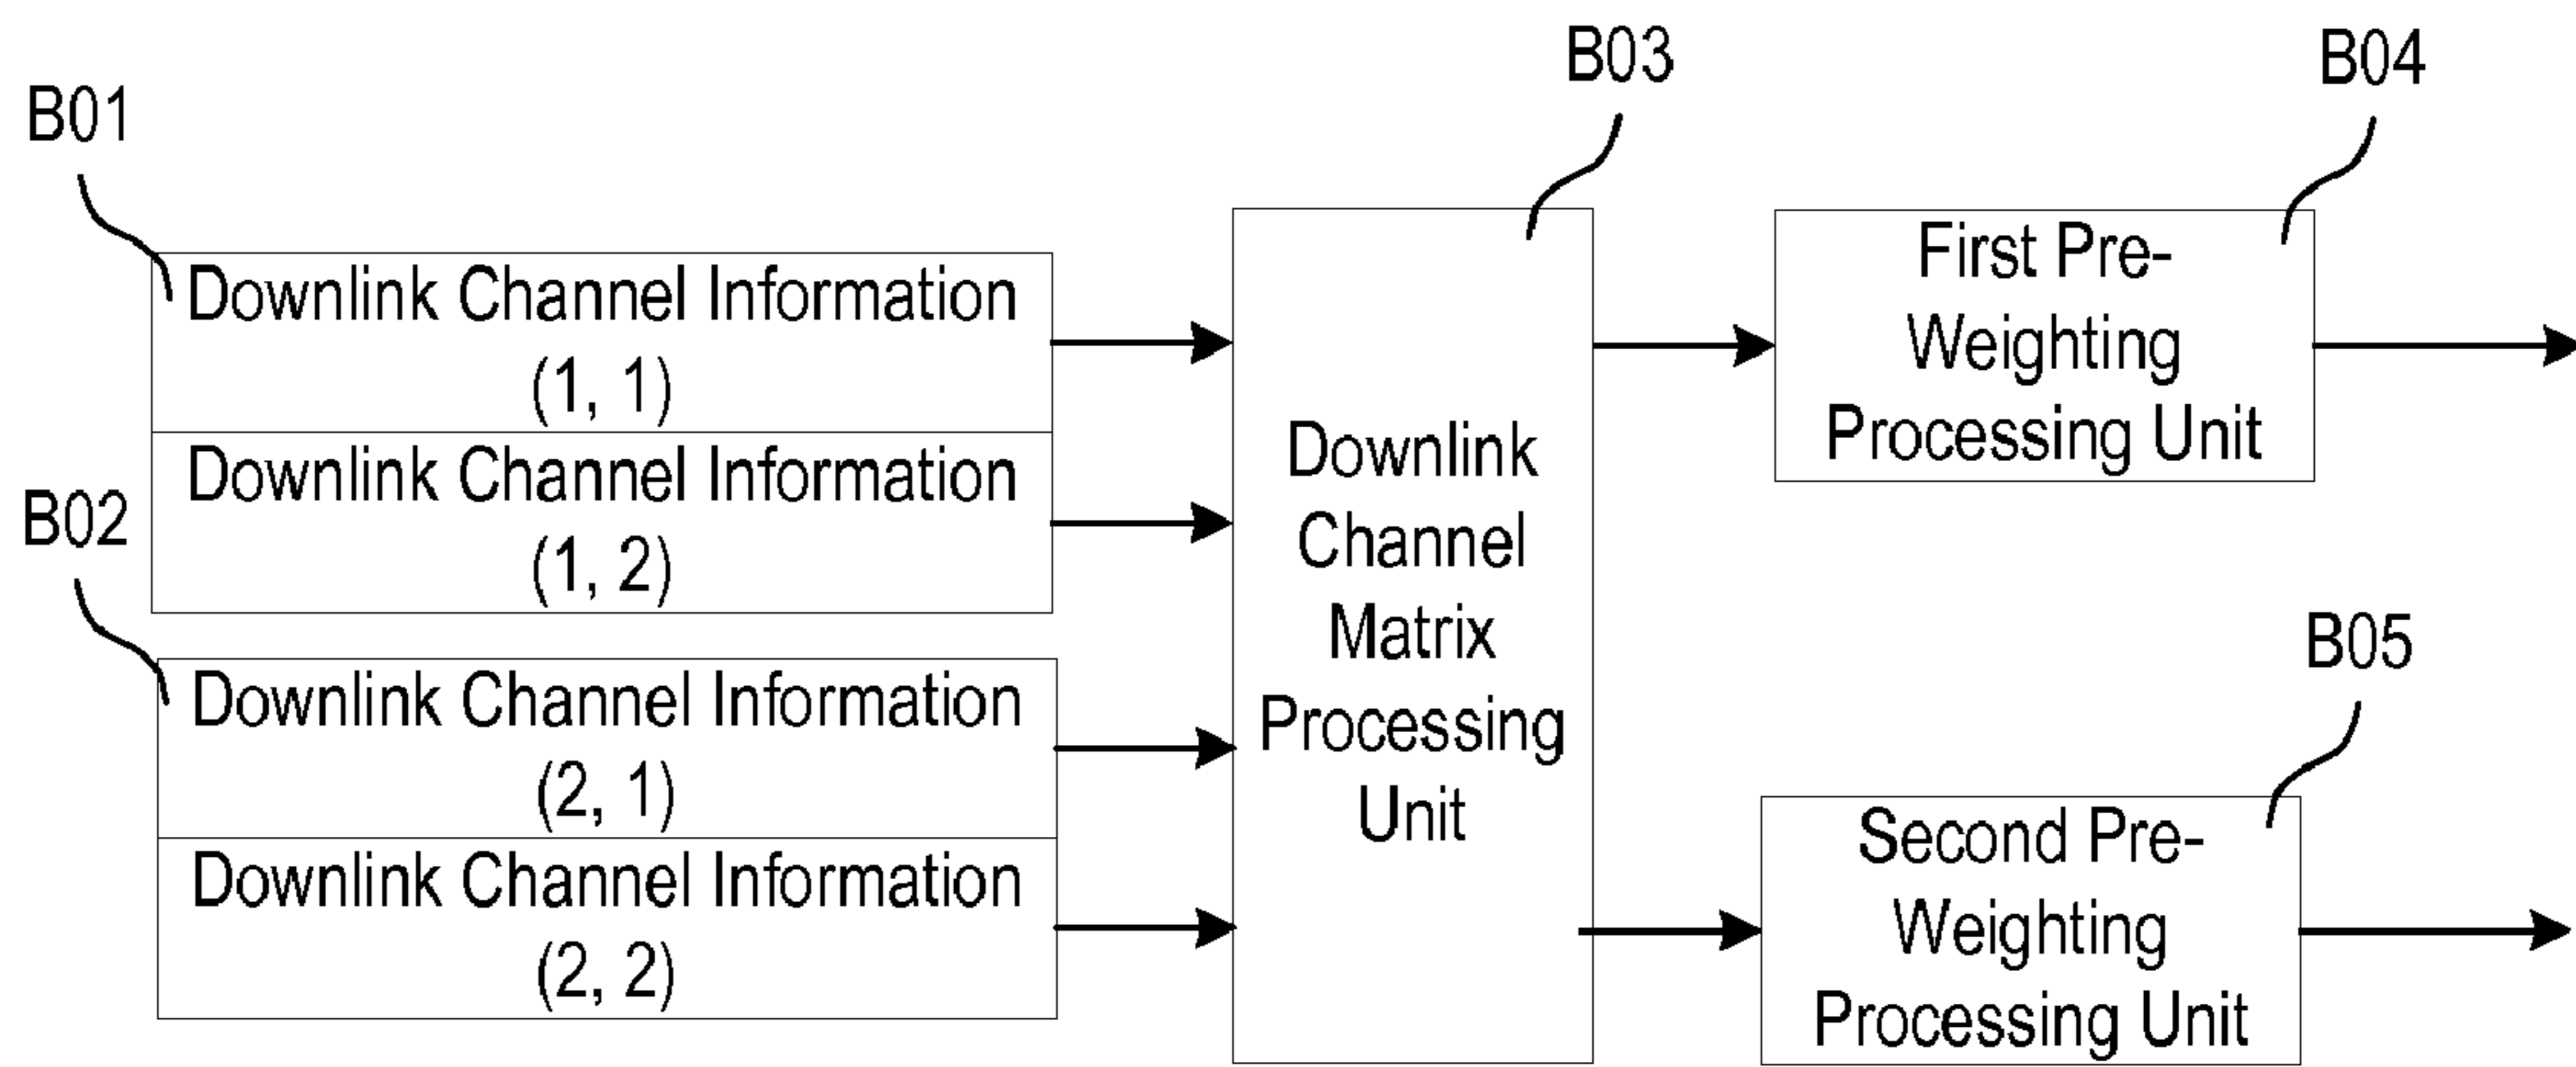 B03
B04
B01
Downlink Channel Information
(1, 1)
Downlink Channel Information
(1, 2)
B02
Downlink Channel Information
(2, 1)
Downlink Channel Information
(2, 2)
Downlink
Channel
Matrix
Processing
Unit
First Pre-
Weighting
Processing Unit
B05
Second Pre-
Weighting
Processing Unit